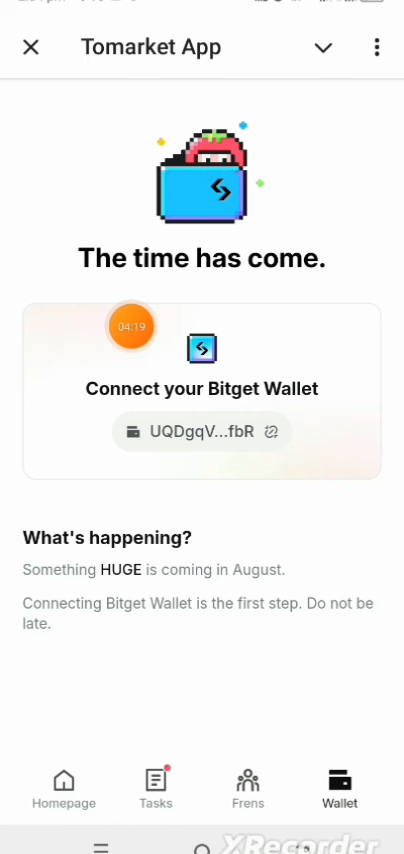 Tomarket App
The time has come.
04:19
Connect your Bitget Wallet
UQDgqV...fbR
What's happening?
Something HUGE is coming in August.
Connecting Bitget Wallet is the first step. Do not be
late.
Homepage
Tasks
Frens
Wallet
XRecorder